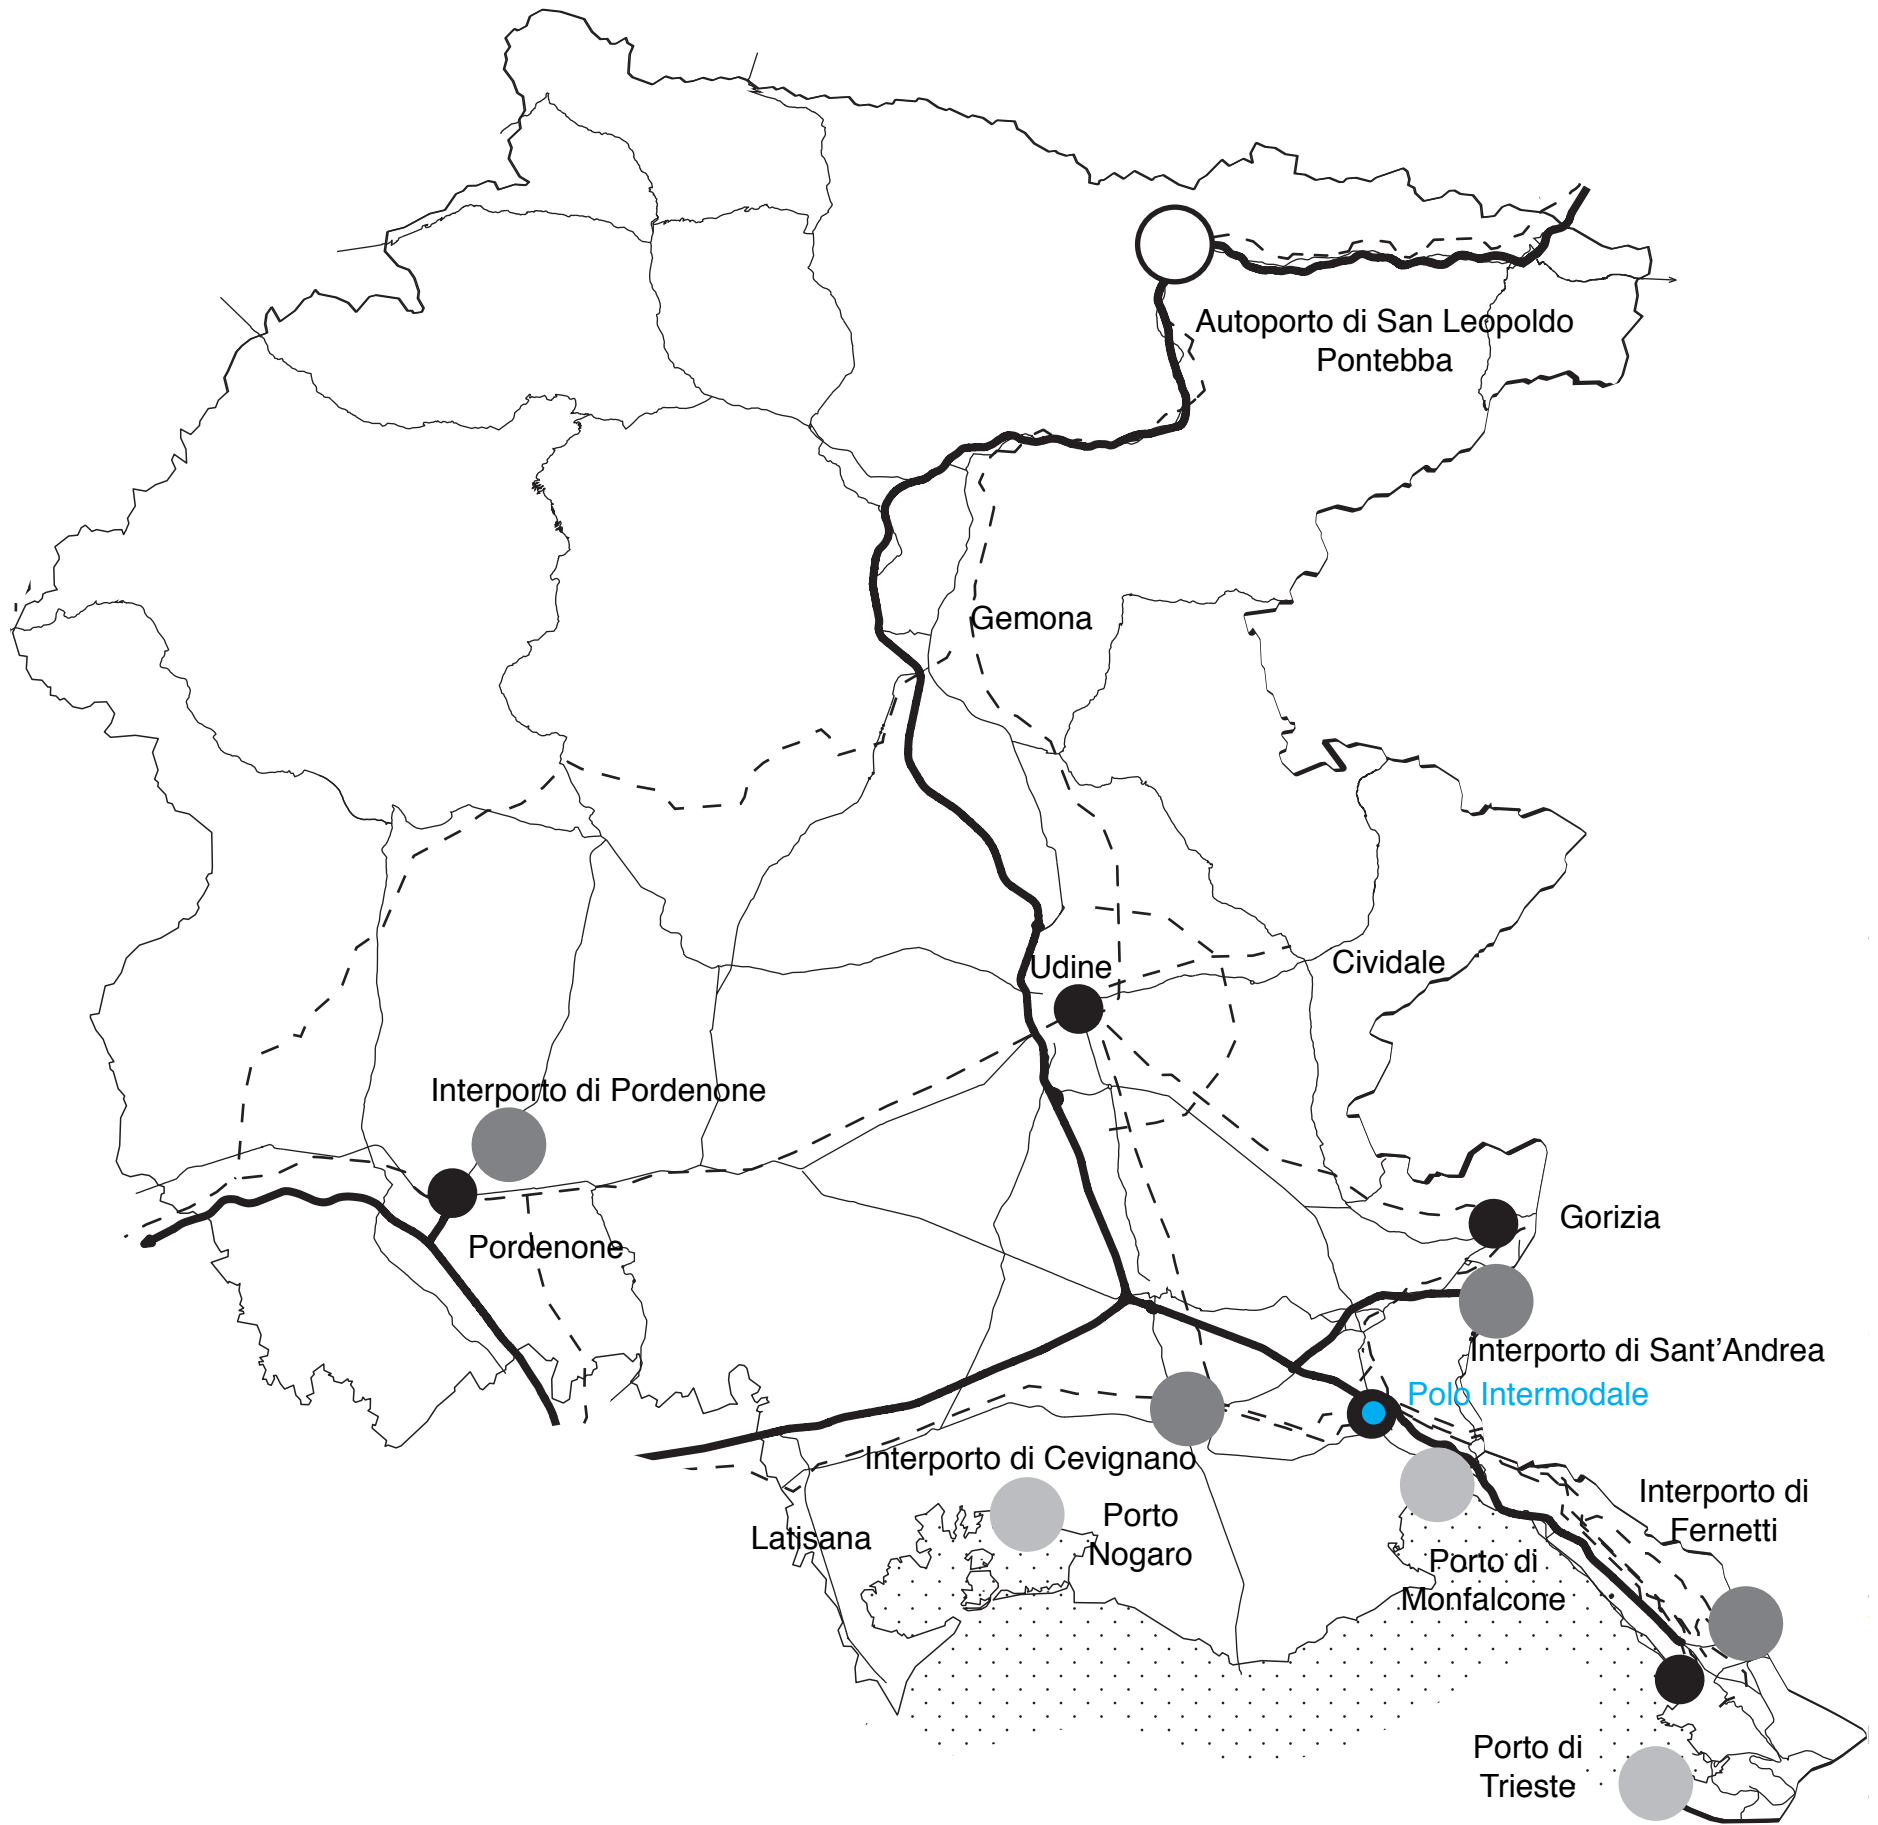 Autoporto di San Leopoldo
Pontebba
Gemona
Udine
Cividale
Interporto di Pordenone
Pordenone
Gorizia
Interporto di Sant'Andrea
Polo Intermodale
Interporto di Cevignano
Interporto di
Fernetti
Porto
Nogaro
Latisana
Porto di
Monfalcone
Porto di
Trieste